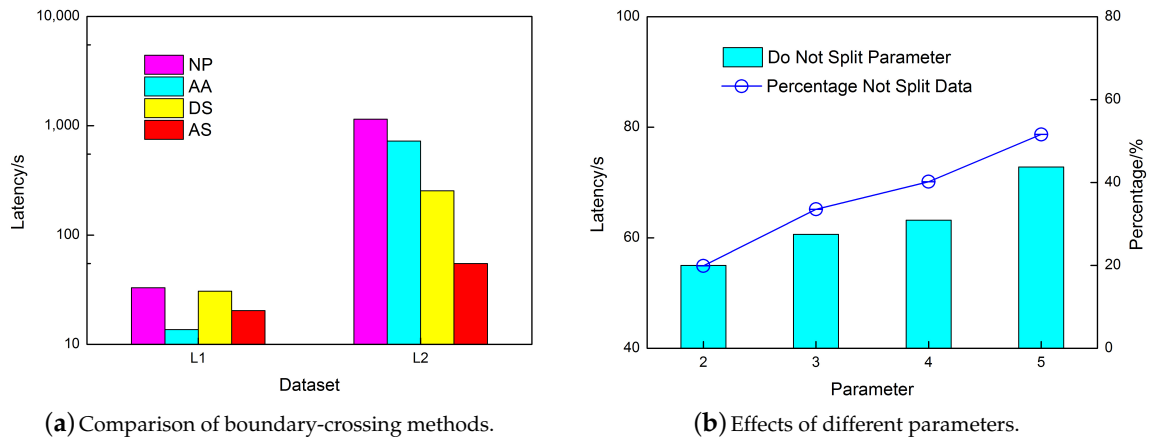 10,000
1,000
100
10
Latency/s
NP
AA
DS
AS
L1
L2
Dataset
(a) Comparison of boundary-crossing methods.
100
80
60
40
Latency/s
Do Not Split Parameter
Percentage Not Split Data
80
60
40
20
0
Percentage/%
2
3
4
5
Parameter
(b) Effects of different parameters.